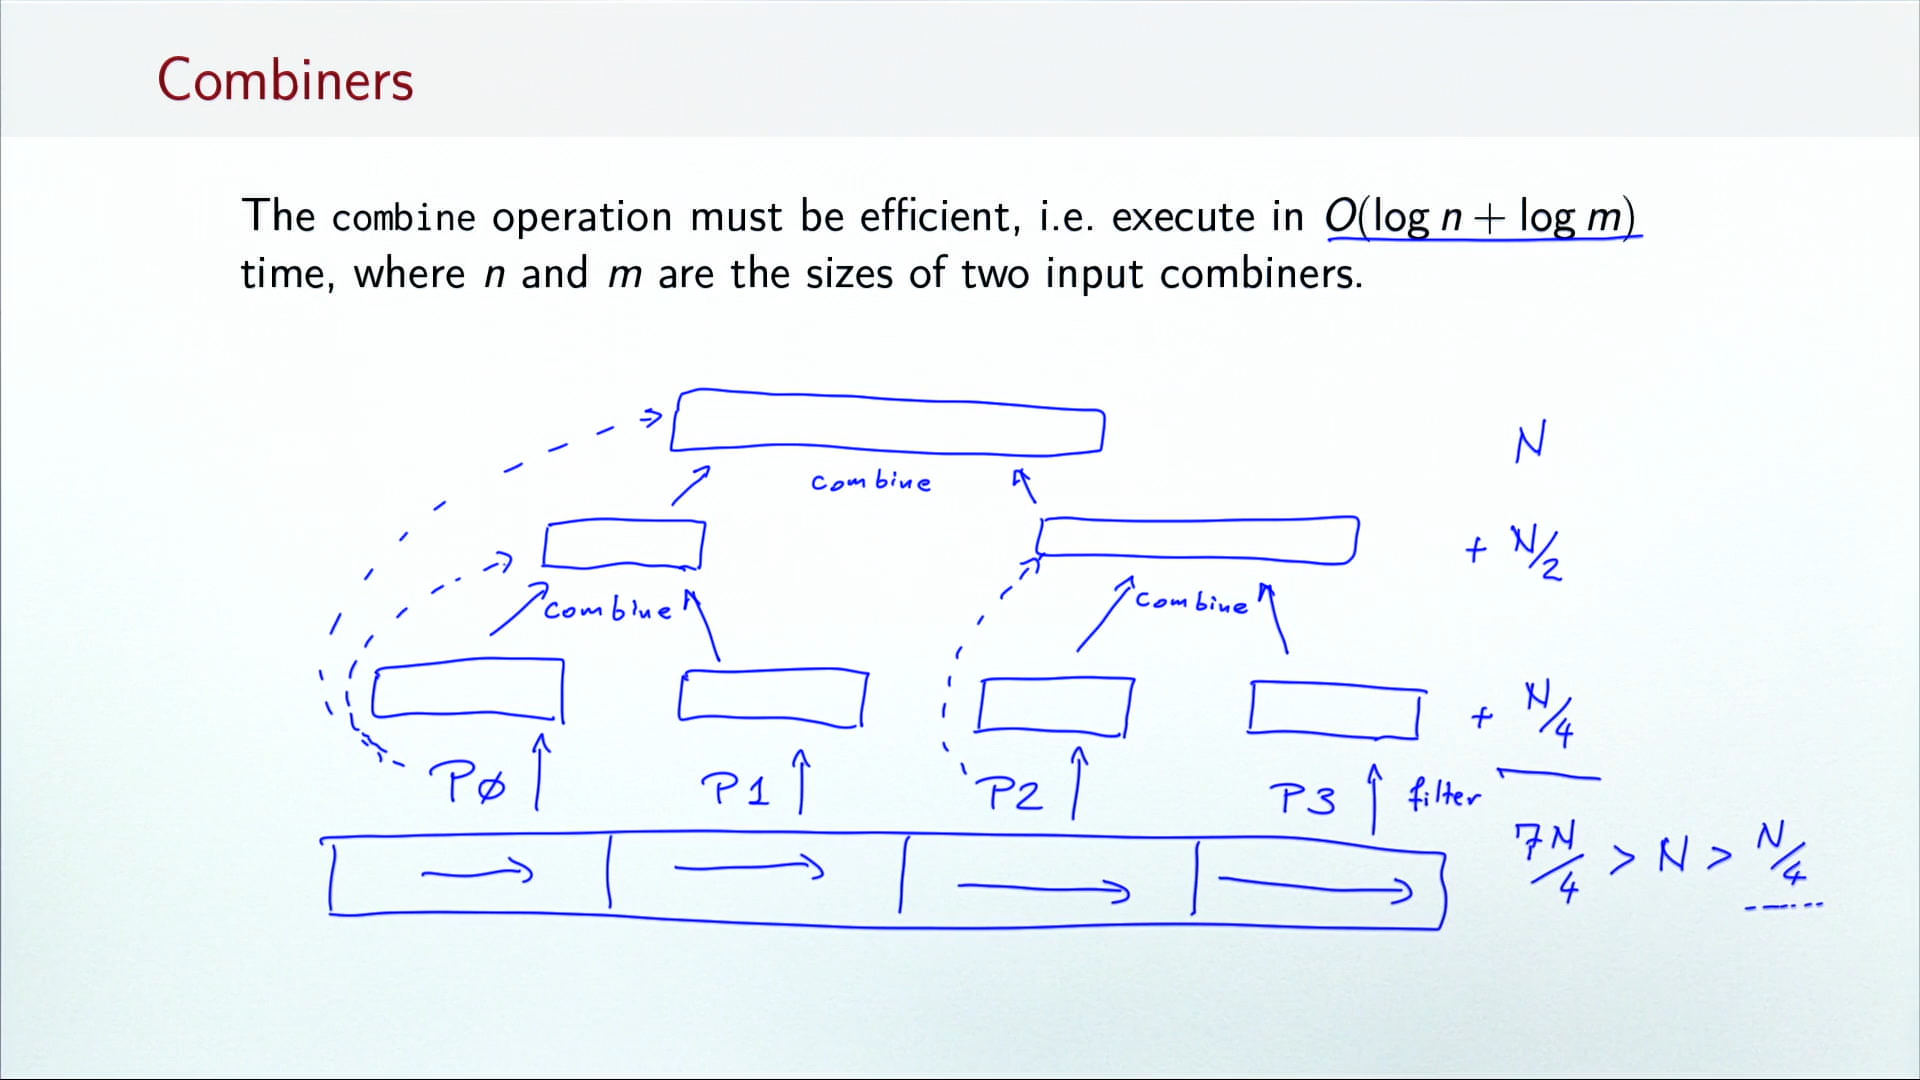 Combiners
The combine operation must be efficient, i.e. execute in O(log n + log m)
time, where n and m are the sizes of two input combiners.
N
combine
+ N/2
combine
combine
+ N/4
PØ
P1
P2
P3
filter
7N/4 > N > N/4